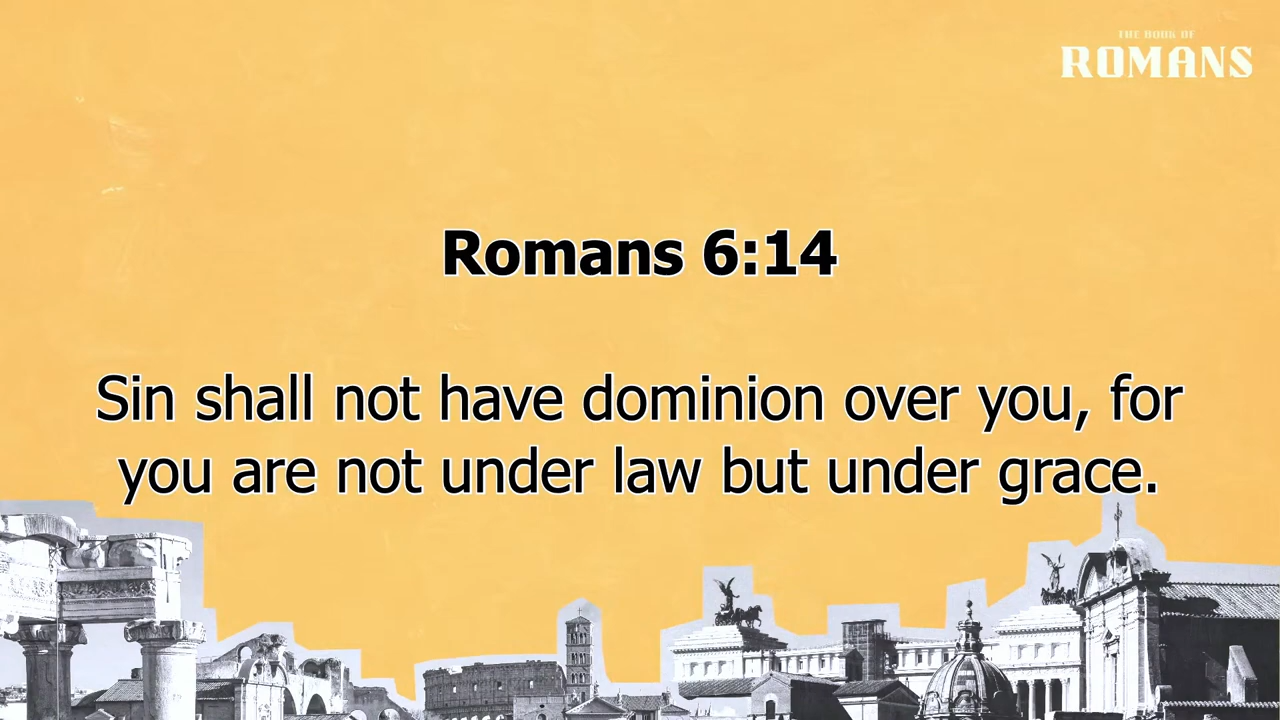 THE BOOK OF
ROMANS
Romans 6:14
Sin shall not have dominion over you, for
you are not under law but under grace.